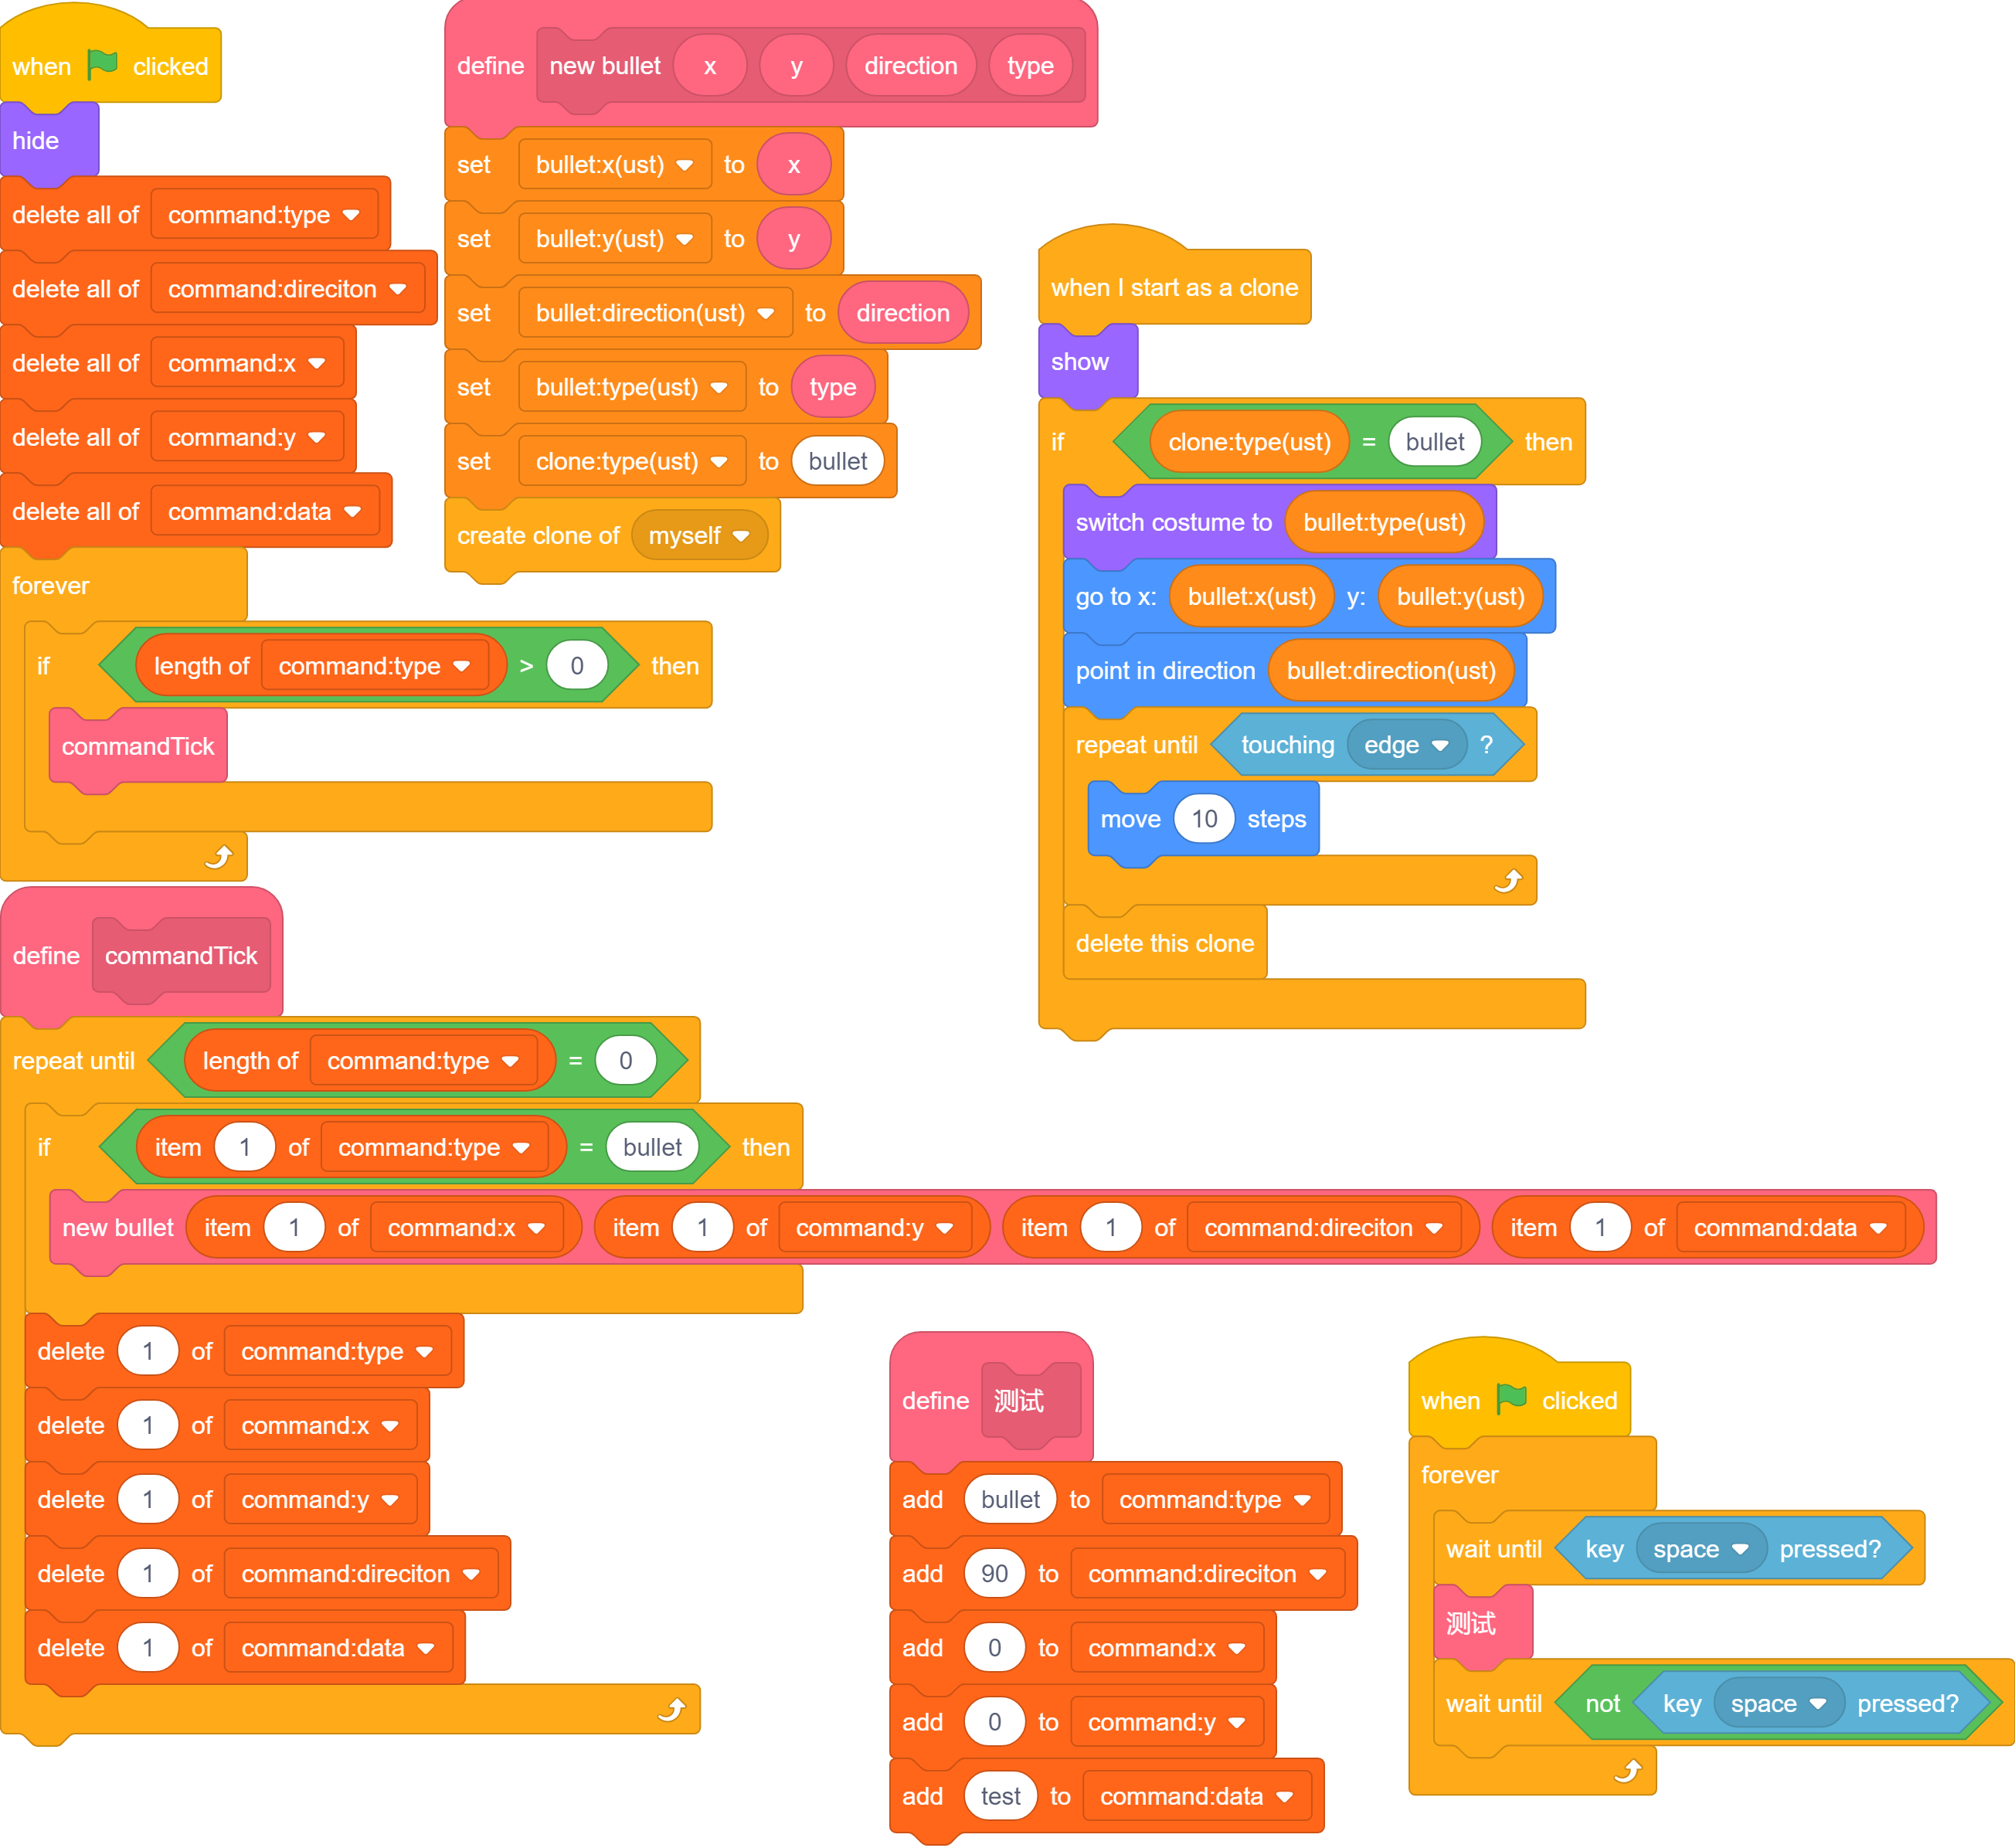 when clicked
hide
delete all of command:type
delete all of command:direciton
delete all of command:x
delete all of command:y
delete all of command:data
forever
if length of command:type > 0 then
commandTick
define new bullet x y direction type
set bullet:x(ust) to x
set bullet:y(ust) to y
set bullet:direction(ust) to direction
set bullet:type(ust) to type
set clone:type(ust) to bullet
create clone of myself
when I start as a clone
show
if clone:type(ust) = bullet then
switch costume to bullet:type(ust)
go to x: bullet:x(ust) y: bullet:y(ust)
point in direction bullet:direction(ust)
repeat until touching edge ?
move 10 steps
delete this clone
define commandTick
repeat until length of command:type = 0
if item 1 of command:type = bullet then
new bullet item 1 of command:x item 1 of command:y item 1 of command:direciton item 1 of command:data
delete 1 of command:type
delete 1 of command:x
delete 1 of command:y
delete 1 of command:direciton
delete 1 of command:data
define 测试
add bullet to command:type
add 90 to command:direciton
add 0 to command:x
add 0 to command:y
add test to command:data
when clicked
forever
wait until key space pressed?
测试
wait until not key space pressed?